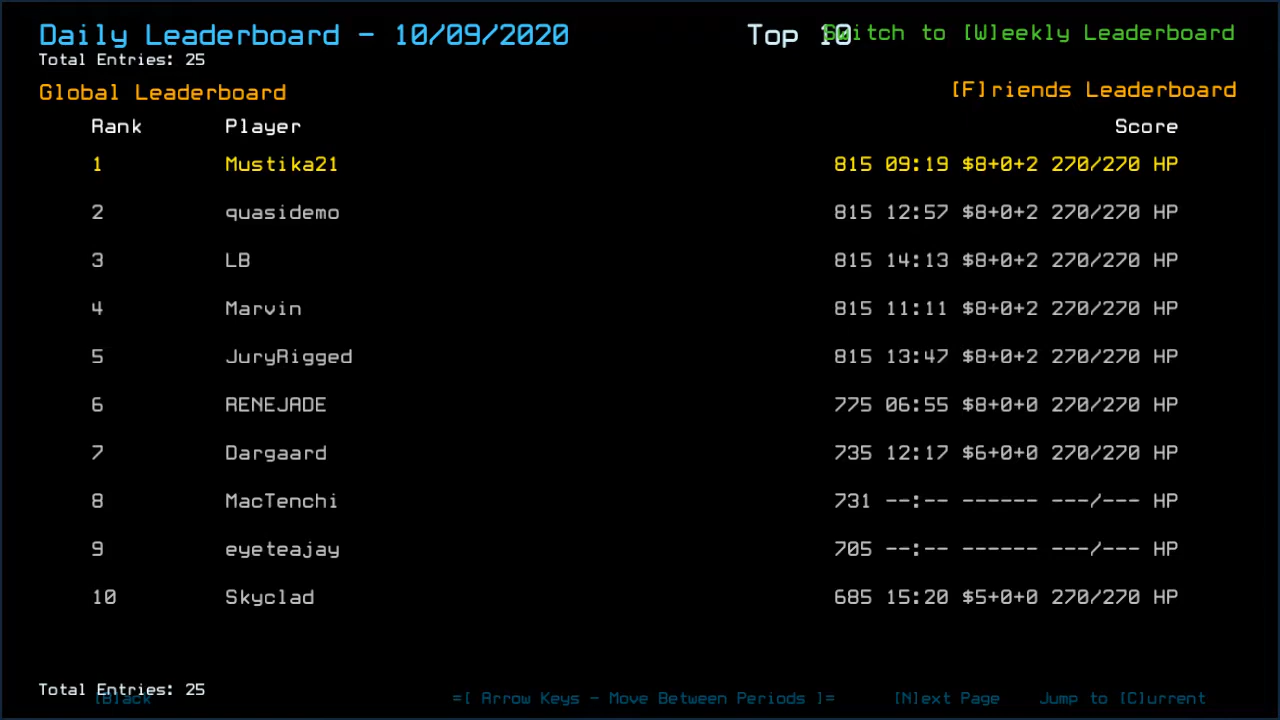 Daily Leaderboard - 10/09/2020 Top 10 Switch to [W]eekly Leaderboard
Total Entries: 25
Global Leaderboard [F]riends Leaderboard
Rank Player Score
1 Mustika21 815 09:19 $8+0+2 270/270 HP
2 quasidemo 815 12:57 $8+0+2 270/270 HP
3 LB 815 14:13 $8+0+2 270/270 HP
4 Marvin 815 11:11 $8+0+2 270/270 HP
5 JuryRigged 815 13:47 $8+0+2 270/270 HP
6 RENEJADE 775 06:55 $8+0+0 270/270 HP
7 Dargaard 735 12:17 $6+0+0 270/270 HP
8 MacTenchi 731 --:-- ------ ---/--- HP
9 eyeteajay 705 --:-- ------ ---/--- HP
10 Skyclad 685 15:20 $5+0+0 270/270 HP
Total Entries: 25
[B]ack =[ Arrow Keys - Move Between Periods ]= [N]ext Page Jump to [C]urrent